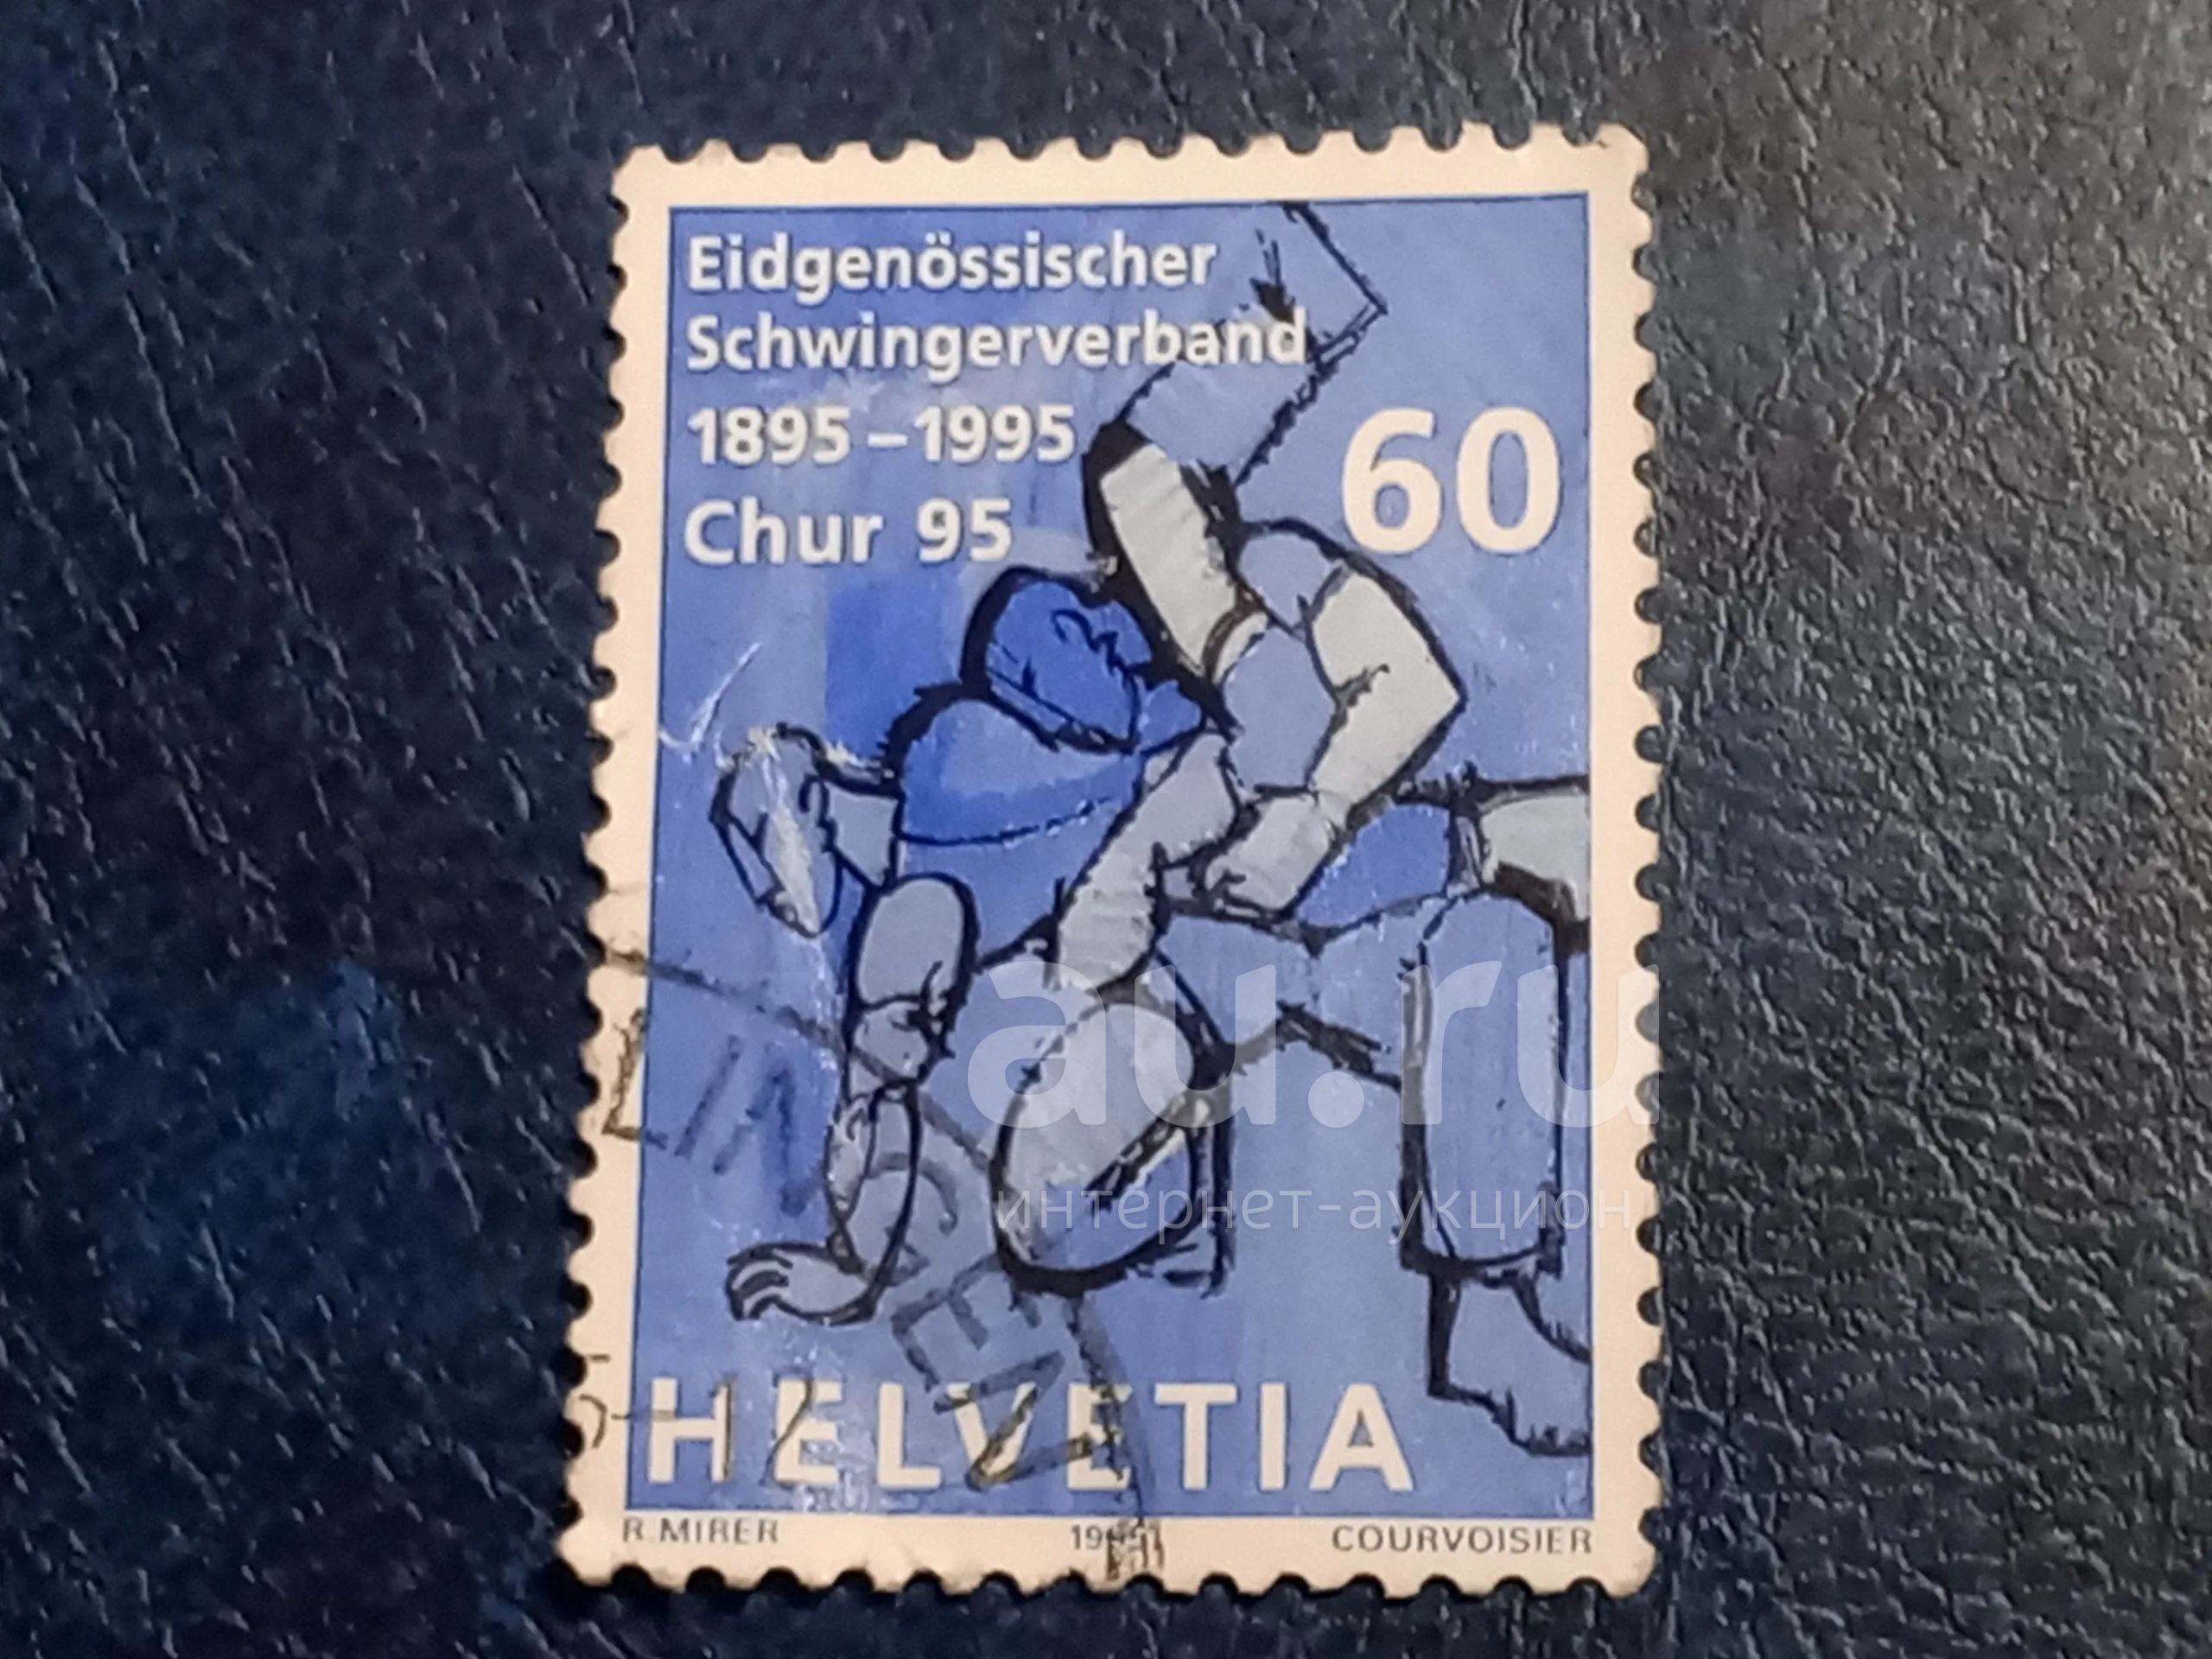 Eidgenössischer
Schwingerverband
1895–1995
Chur 95
60
au.ru
интернет-аукцион
HELVETIA
R. MIRER COURVOISIER